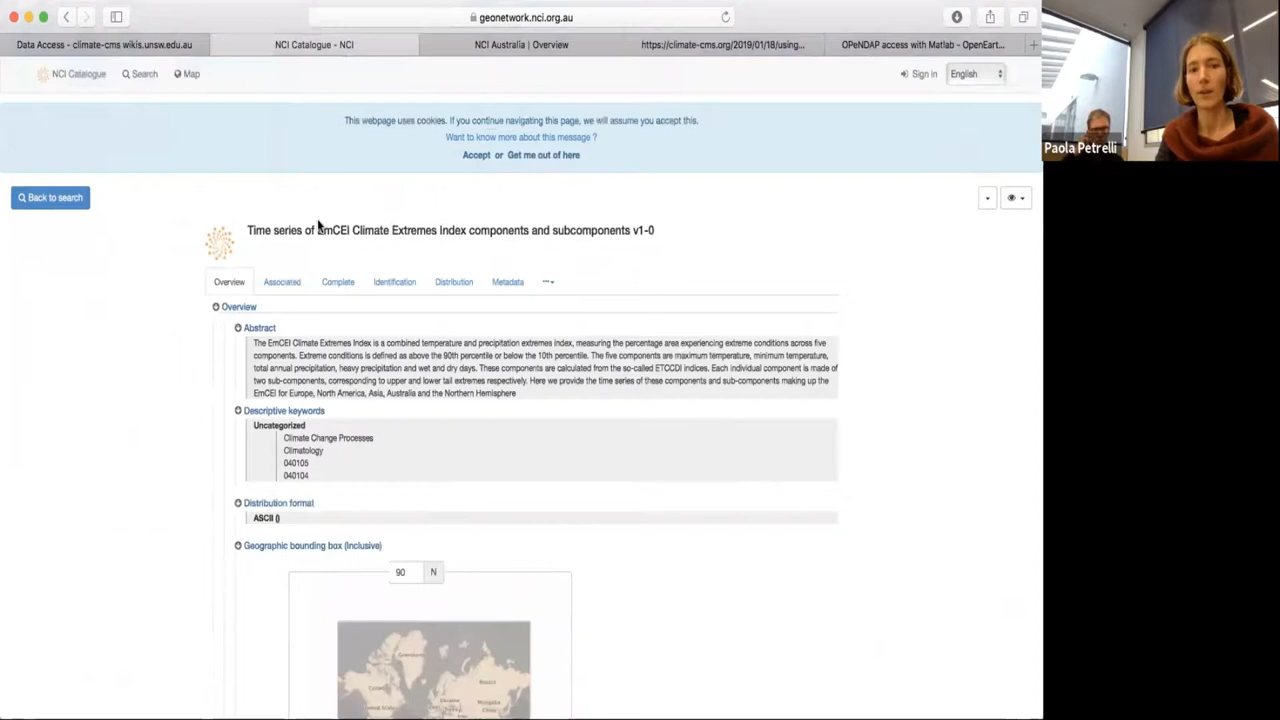 geonetwork.nci.org.au
Data Access - climate-cms wikis.unsw.edu.au
NCI Catalogue - NCI
NCI Australia | Overview
https://climate-cms.org/2019/01/18/using...
OPeNDAP access with Matlab - OpenEart...
NCI Catalogue
Search
Map
Sign in
English
This webpage uses cookies. If you continue navigating this page, we will assume you accept this.
Want to know more about this message ?
Accept or Get me out of here
Back to search
Time series of EmCEI Climate Extremes Index components and subcomponents v1-0
Overview
Associated
Complete
Identification
Distribution
Metadata
Overview
Abstract
The EmCEI Climate Extremes Index is a combined temperature and precipitation extremes index, measuring the percentage area experiencing extreme conditions across five
components. Extreme conditions is defined as above the 90th percentile or below the 10th percentile. The five components are maximum temperature, minimum temperature,
total annual precipitation, heavy precipitation and wet and dry days. These components are calculated from the so-called ETCCDI indices. Each individual component is made of
two sub-components, corresponding to upper and lower tail extremes respectively. Here we provide the time series of these components and sub-components making up the
EmCEI for Europe, North America, Asia, Australia and the Northern Hemisphere
Descriptive keywords
Uncategorized
Climate Change Processes
Climatology
040105
040104
Distribution format
ASCII ()
Geographic bounding box (Inclusive)
90 N
Paola Petrelli